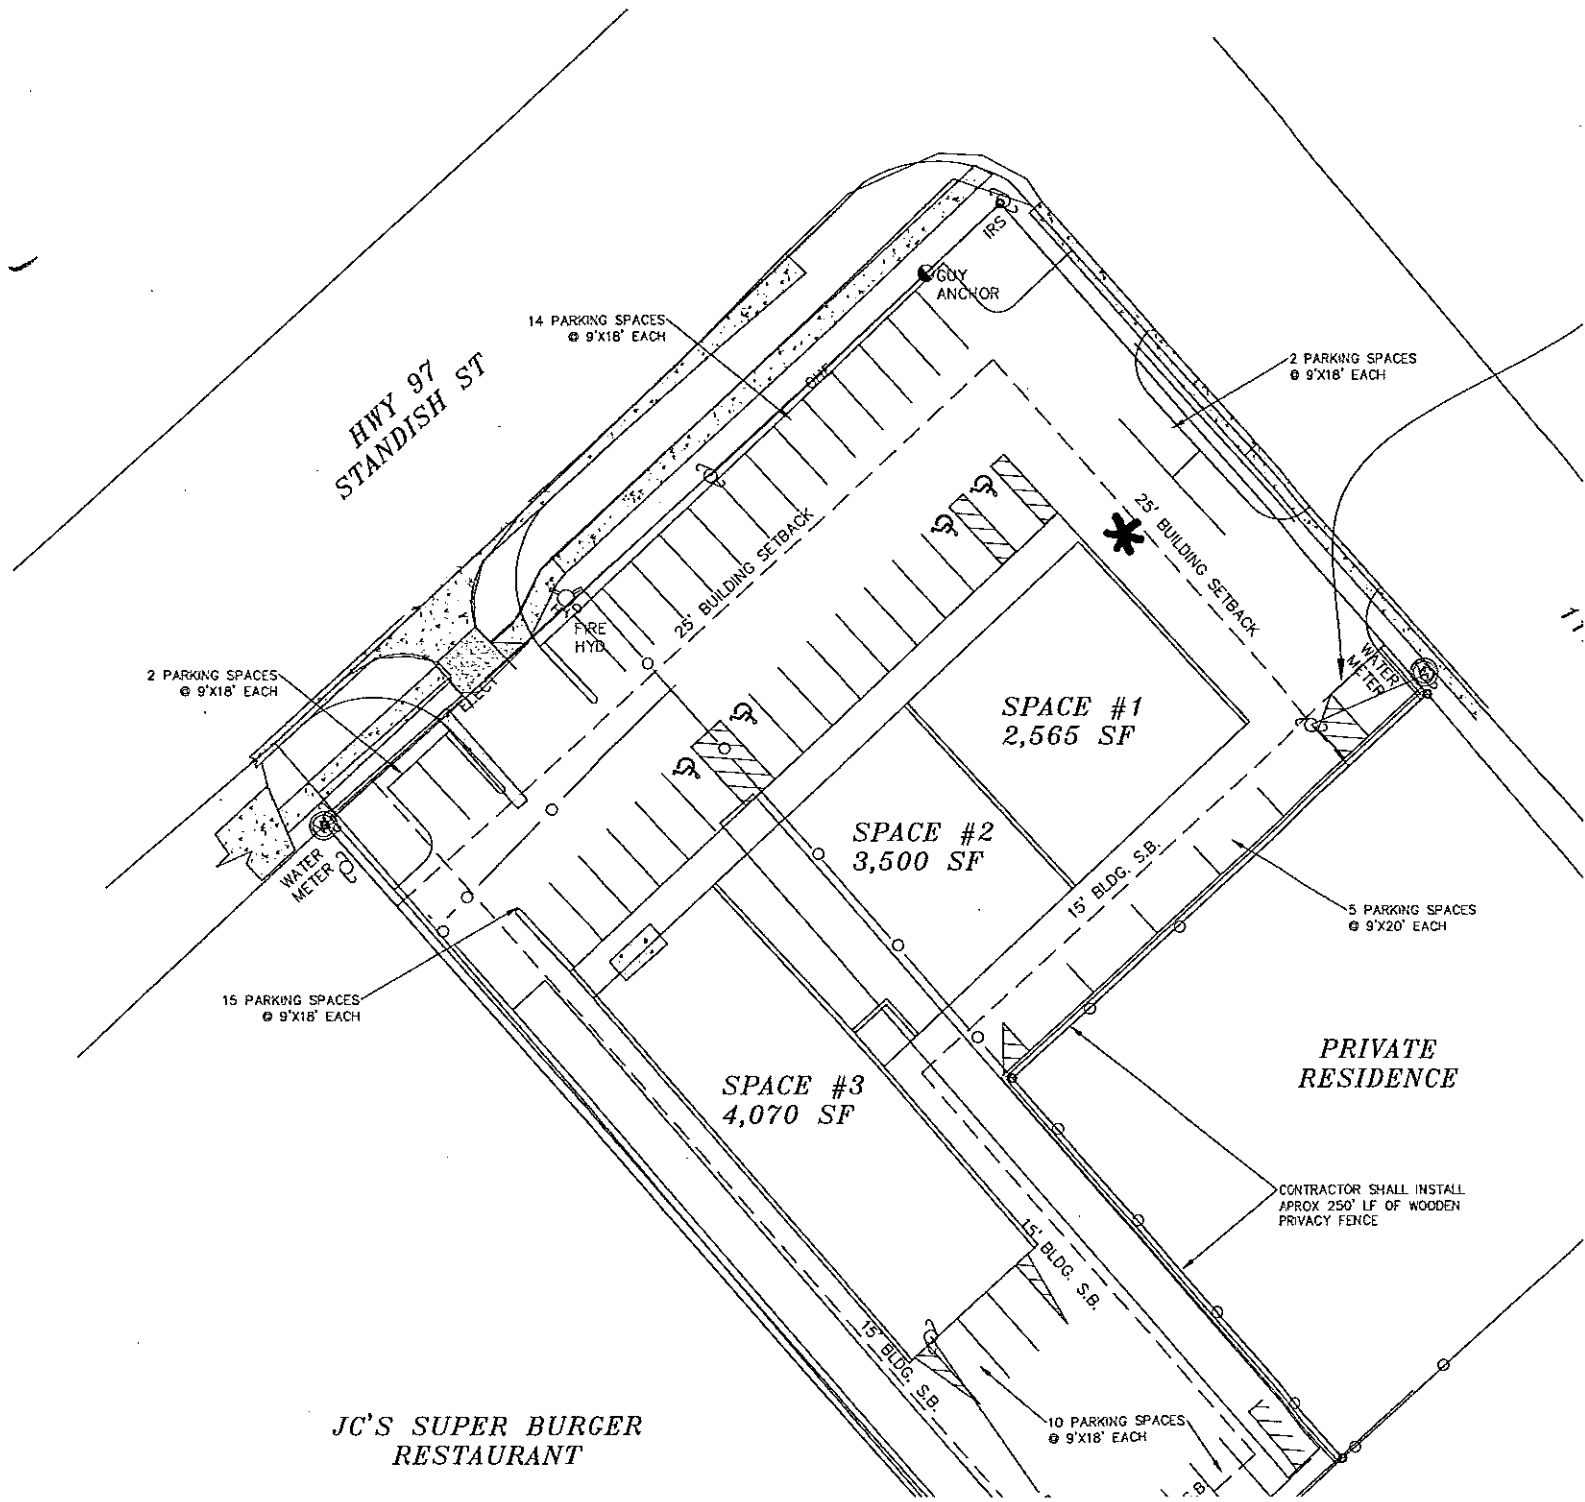 IRS
GUY
ANCHOR
14 PARKING SPACES
@ 9'X18' EACH
OHE
HWY 97
STANDISH ST
2 PARKING SPACES
@ 9'X18' EACH
25' BUILDING SETBACK
25' BUILDING SETBACK
HYD
FIRE
HYD
WATER
METER
2 PARKING SPACES
@ 9'X18' EACH
ELECT
SPACE #1
2,565 SF
SPACE #2
3,500 SF
WATER
METER
15' BLDG. S.B.
5 PARKING SPACES
@ 9'X20' EACH
15 PARKING SPACES
@ 9'X18' EACH
PRIVATE
RESIDENCE
SPACE #3
4,070 SF
CONTRACTOR SHALL INSTALL
APROX 250' LF OF WOODEN
PRIVACY FENCE
15' BLDG. S.B.
15' BLDG. S.B.
JC'S SUPER BURGER
RESTAURANT
10 PARKING SPACES
@ 9'X18' EACH
S.B.